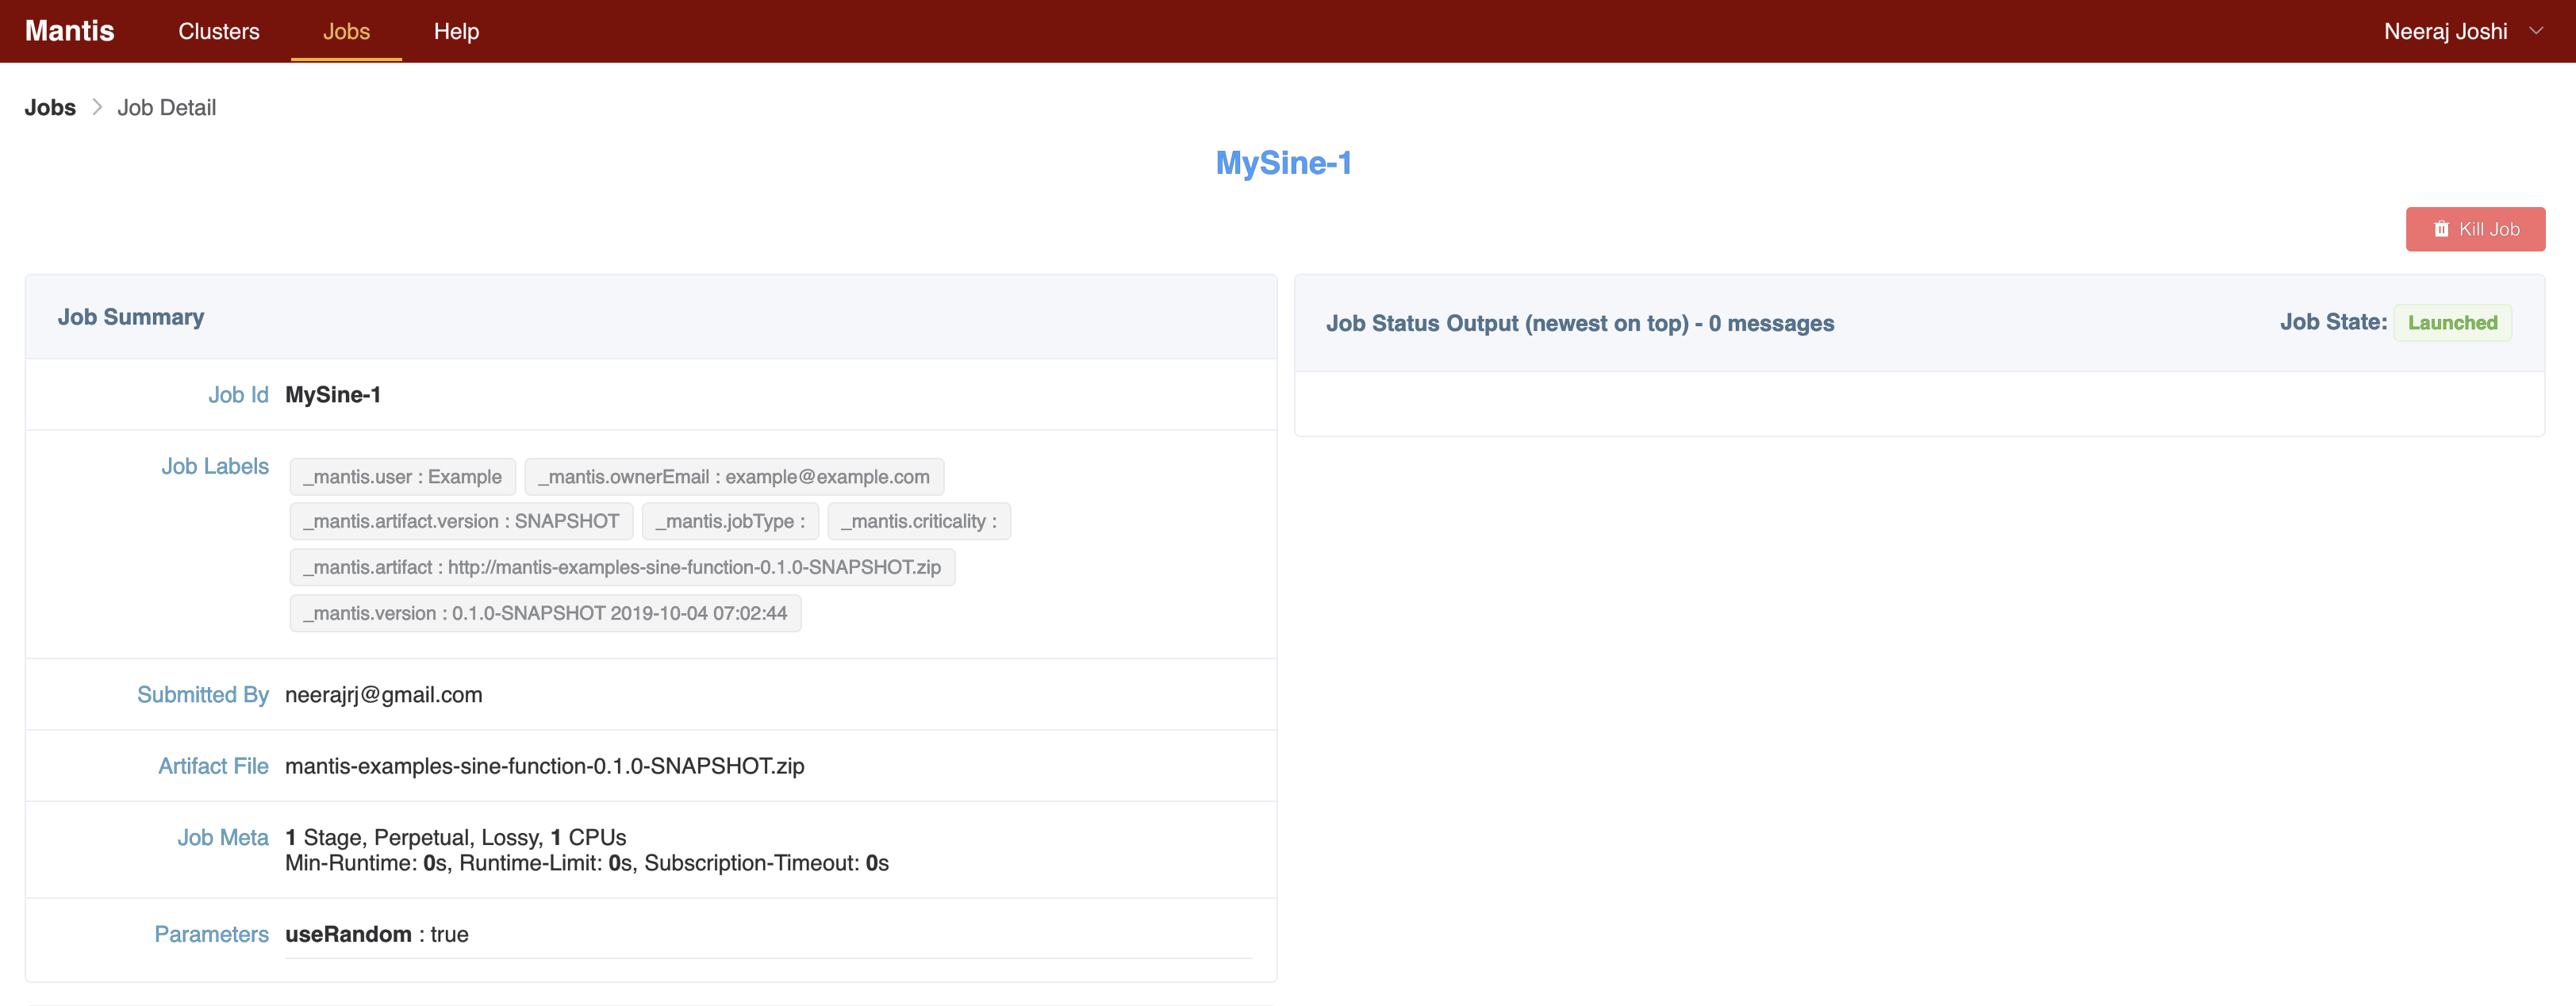 Mantis Clusters Jobs Help Neeraj Joshi
Jobs > Job Detail
MySine-1
Kill Job
Job Summary
Job Id MySine-1
Job Labels _mantis.user : Example _mantis.ownerEmail : example@example.com
_mantis.artifact.version : SNAPSHOT _mantis.jobType : _mantis.criticality :
_mantis.artifact : http://mantis-examples-sine-function-0.1.0-SNAPSHOT.zip
_mantis.version : 0.1.0-SNAPSHOT 2019-10-04 07:02:44
Submitted By neerajrj@gmail.com
Artifact File mantis-examples-sine-function-0.1.0-SNAPSHOT.zip
Job Meta 1 Stage, Perpetual, Lossy, 1 CPUs
Min-Runtime: 0s, Runtime-Limit: 0s, Subscription-Timeout: 0s
Parameters useRandom : true
Job Status Output (newest on top) - 0 messages Job State: Launched